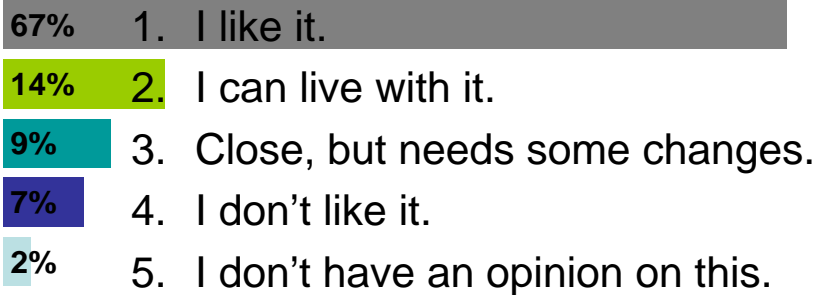 67% 1. I like it.
14% 2. I can live with it.
9% 3. Close, but needs some changes.
7% 4. I don’t like it.
2% 5. I don’t have an opinion on this.